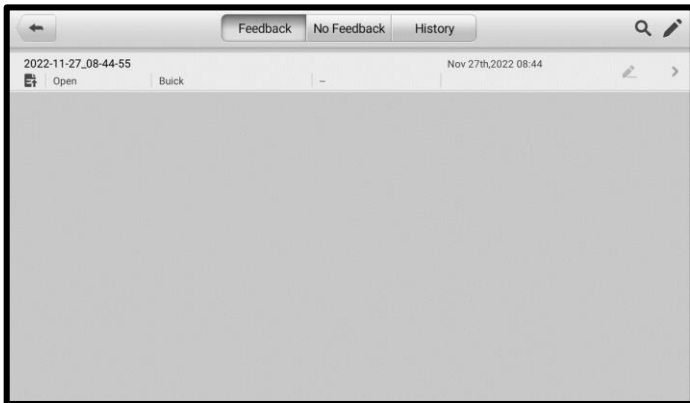 Feedback No Feedback History
2022-11-27_08-44-55 Nov 27th,2022 08:44
Open Buick --